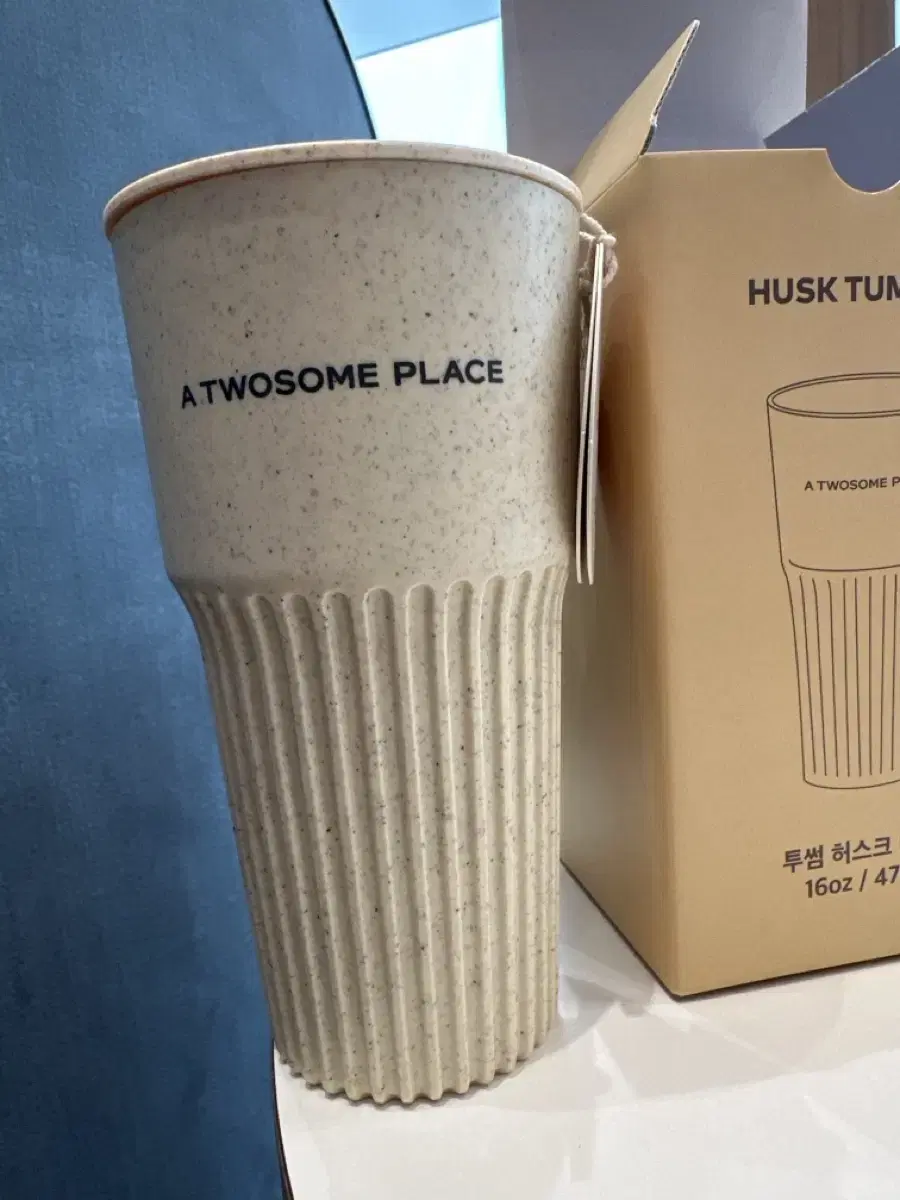 A TWOSOME PLACE
HUSK TUM
A TWOSOME P
투썸 허스크
16oz / 47